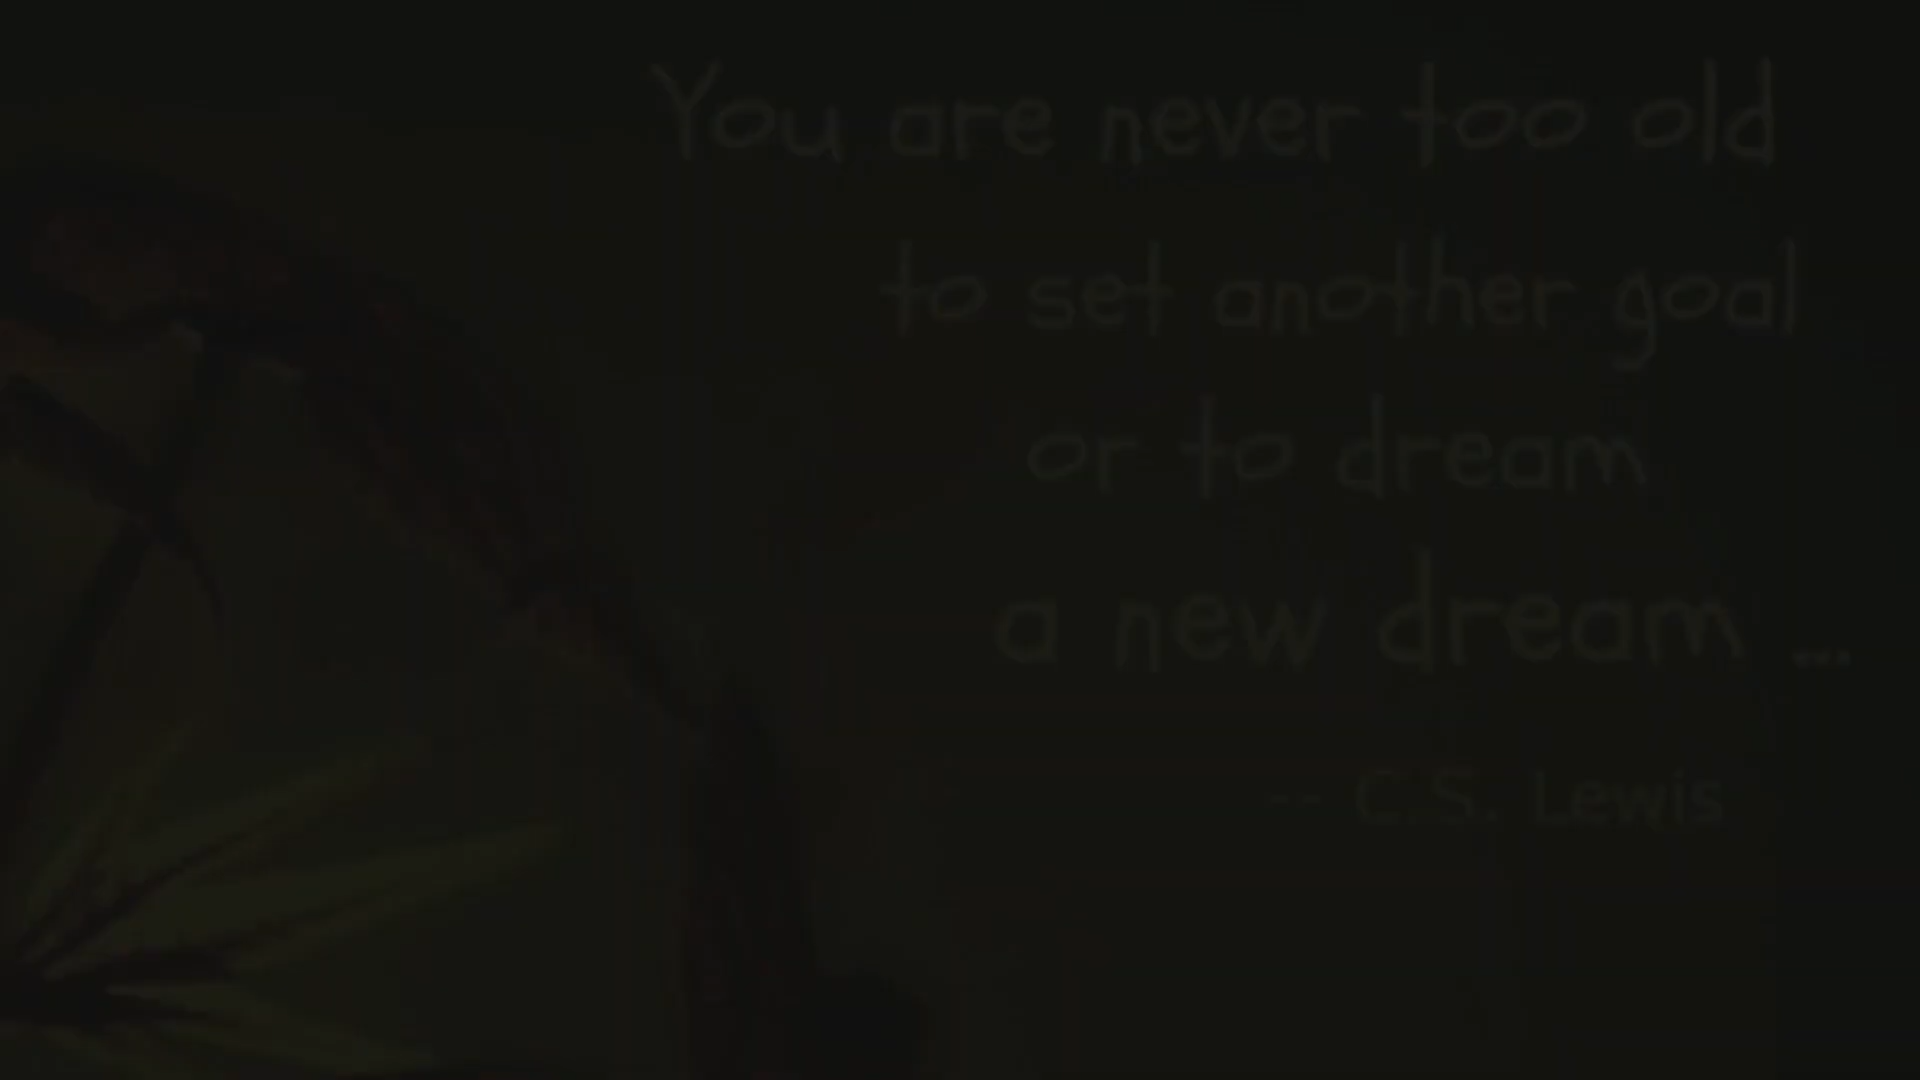 You are never too old
to set another goal
or to dream
a new dream ...
-- C.S. Lewis